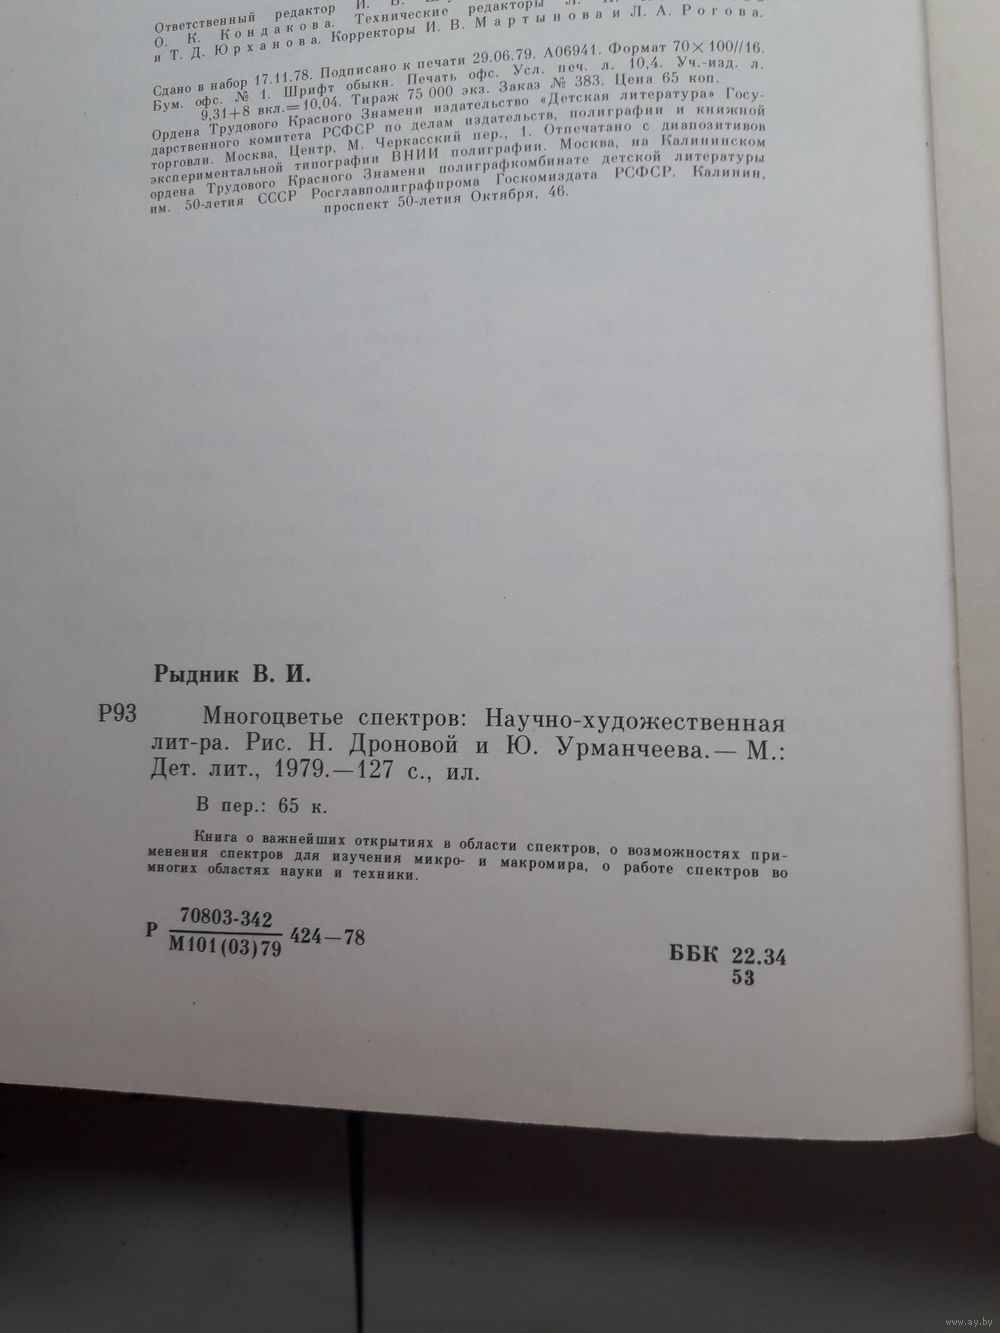 Ответственный редактор И. В.
О. К. Кондакова. Технические редакторы
и Т. Д. Юрханова. Корректоры И. В. Мартынова и Л. А. Рогова.
Сдано в набор 17.11.78. Подписано к печати 29.06.79. А06941. Формат 70×100//16.
Бум. офс. № 1. Шрифт обыкн. Печать офс. Усл. печ. л. 10,4. Уч.-изд. л.
9,31+8 вкл.=10,04. Тираж 75 000 экз. Заказ № 383. Цена 65 коп.
Ордена Трудового Красного Знамени издательство «Детская литература» Госу-
дарственного комитета РСФСР по делам издательств, полиграфии и книжной
торговли. Москва, Центр, М. Черкасский пер., 1. Отпечатано с диапозитивов
экспериментальной типографии ВНИИ полиграфии. Москва, на Калининском
ордена Трудового Красного Знамени полиграфкомбинате детской литературы
им. 50-летия СССР Росглавполиграфпрома Госкомиздата РСФСР. Калинин,
проспект 50-летия Октября, 46.
Рыдник В. И.
Р93 Многоцветье спектров: Научно-художественная
лит-ра. Рис. Н. Дроновой и Ю. Урманчеева.— М.:
Дет. лит., 1979.—127 с., ил.
В пер.: 65 к.
Книга о важнейших открытиях в области спектров, о возможностях при-
менения спектров для изучения микро- и макромира, о работе спектров во
многих областях науки и техники.
Р 70803-342
М101(03)79 424—78
ББК 22.34
53
www.ay.by